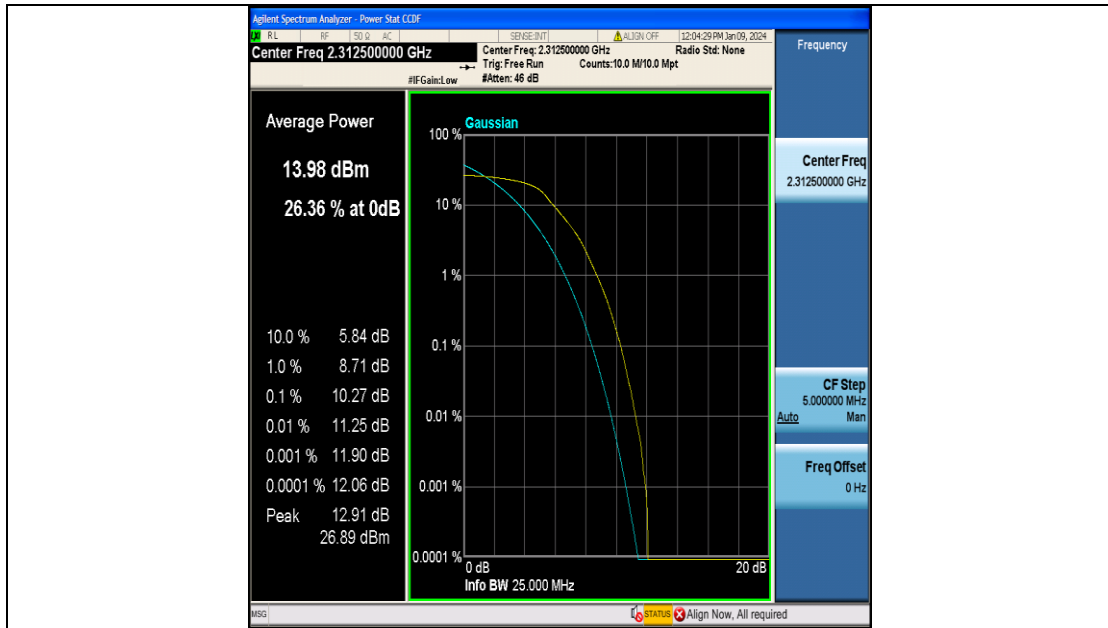 Agilent Spectrum Analyzer - Power Stat CCDF
RL RF 50 Ω AC SENSE:INT ALIGN OFF 12:04:29 PM Jan 09, 2024
Center Freq 2.312500000 GHz
Center Freq: 2.312500000 GHz Radio Std: None
Trig: Free Run Counts:10.0 M/10.0 Mpt
#IFGain:Low #Atten: 46 dB
Average Power
13.98 dBm
26.36 % at 0dB
10.0 % 5.84 dB
1.0 % 8.71 dB
0.1 % 10.27 dB
0.01 % 11.25 dB
0.001 % 11.90 dB
0.0001 % 12.06 dB
Peak 12.91 dB
26.89 dBm
Gaussian
100 %
10 %
1 %
0.1 %
0.01 %
0.001 %
0.0001 %
0 dB 20 dB
Info BW 25.000 MHz
Frequency
Center Freq
2.312500000 GHz
CF Step
5.000000 MHz
Auto Man
Freq Offset
0 Hz
MSG STATUS Align Now, All required